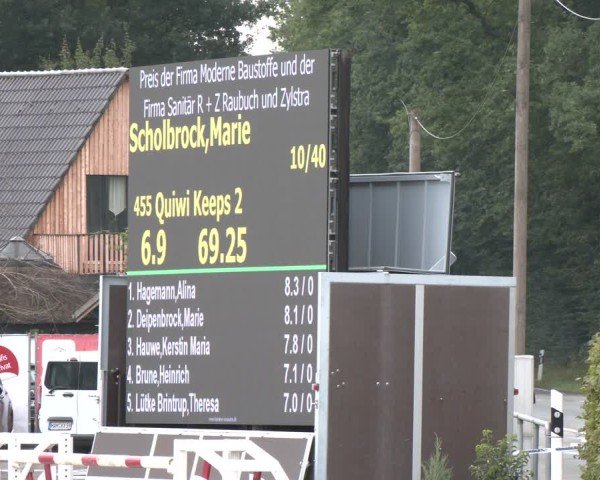 Preis der Firma Moderne Baustoffe und der
Firma Sanitär R + Z Raubuch und Zylstra
Scholbrock,Marie
10/40
455 Quiwi Keeps 2
6.9 69.25
1. Hagemann,Alina 8.3 / 0
2. Deipenbrock,Marie 8.1 / 0
3. Hauwe,Kerstin Maria 7.8 / 0
4. Brune,Heinrich 7.1 / 0
5. Lütke Brintrup,Theresa 7.0 / 0